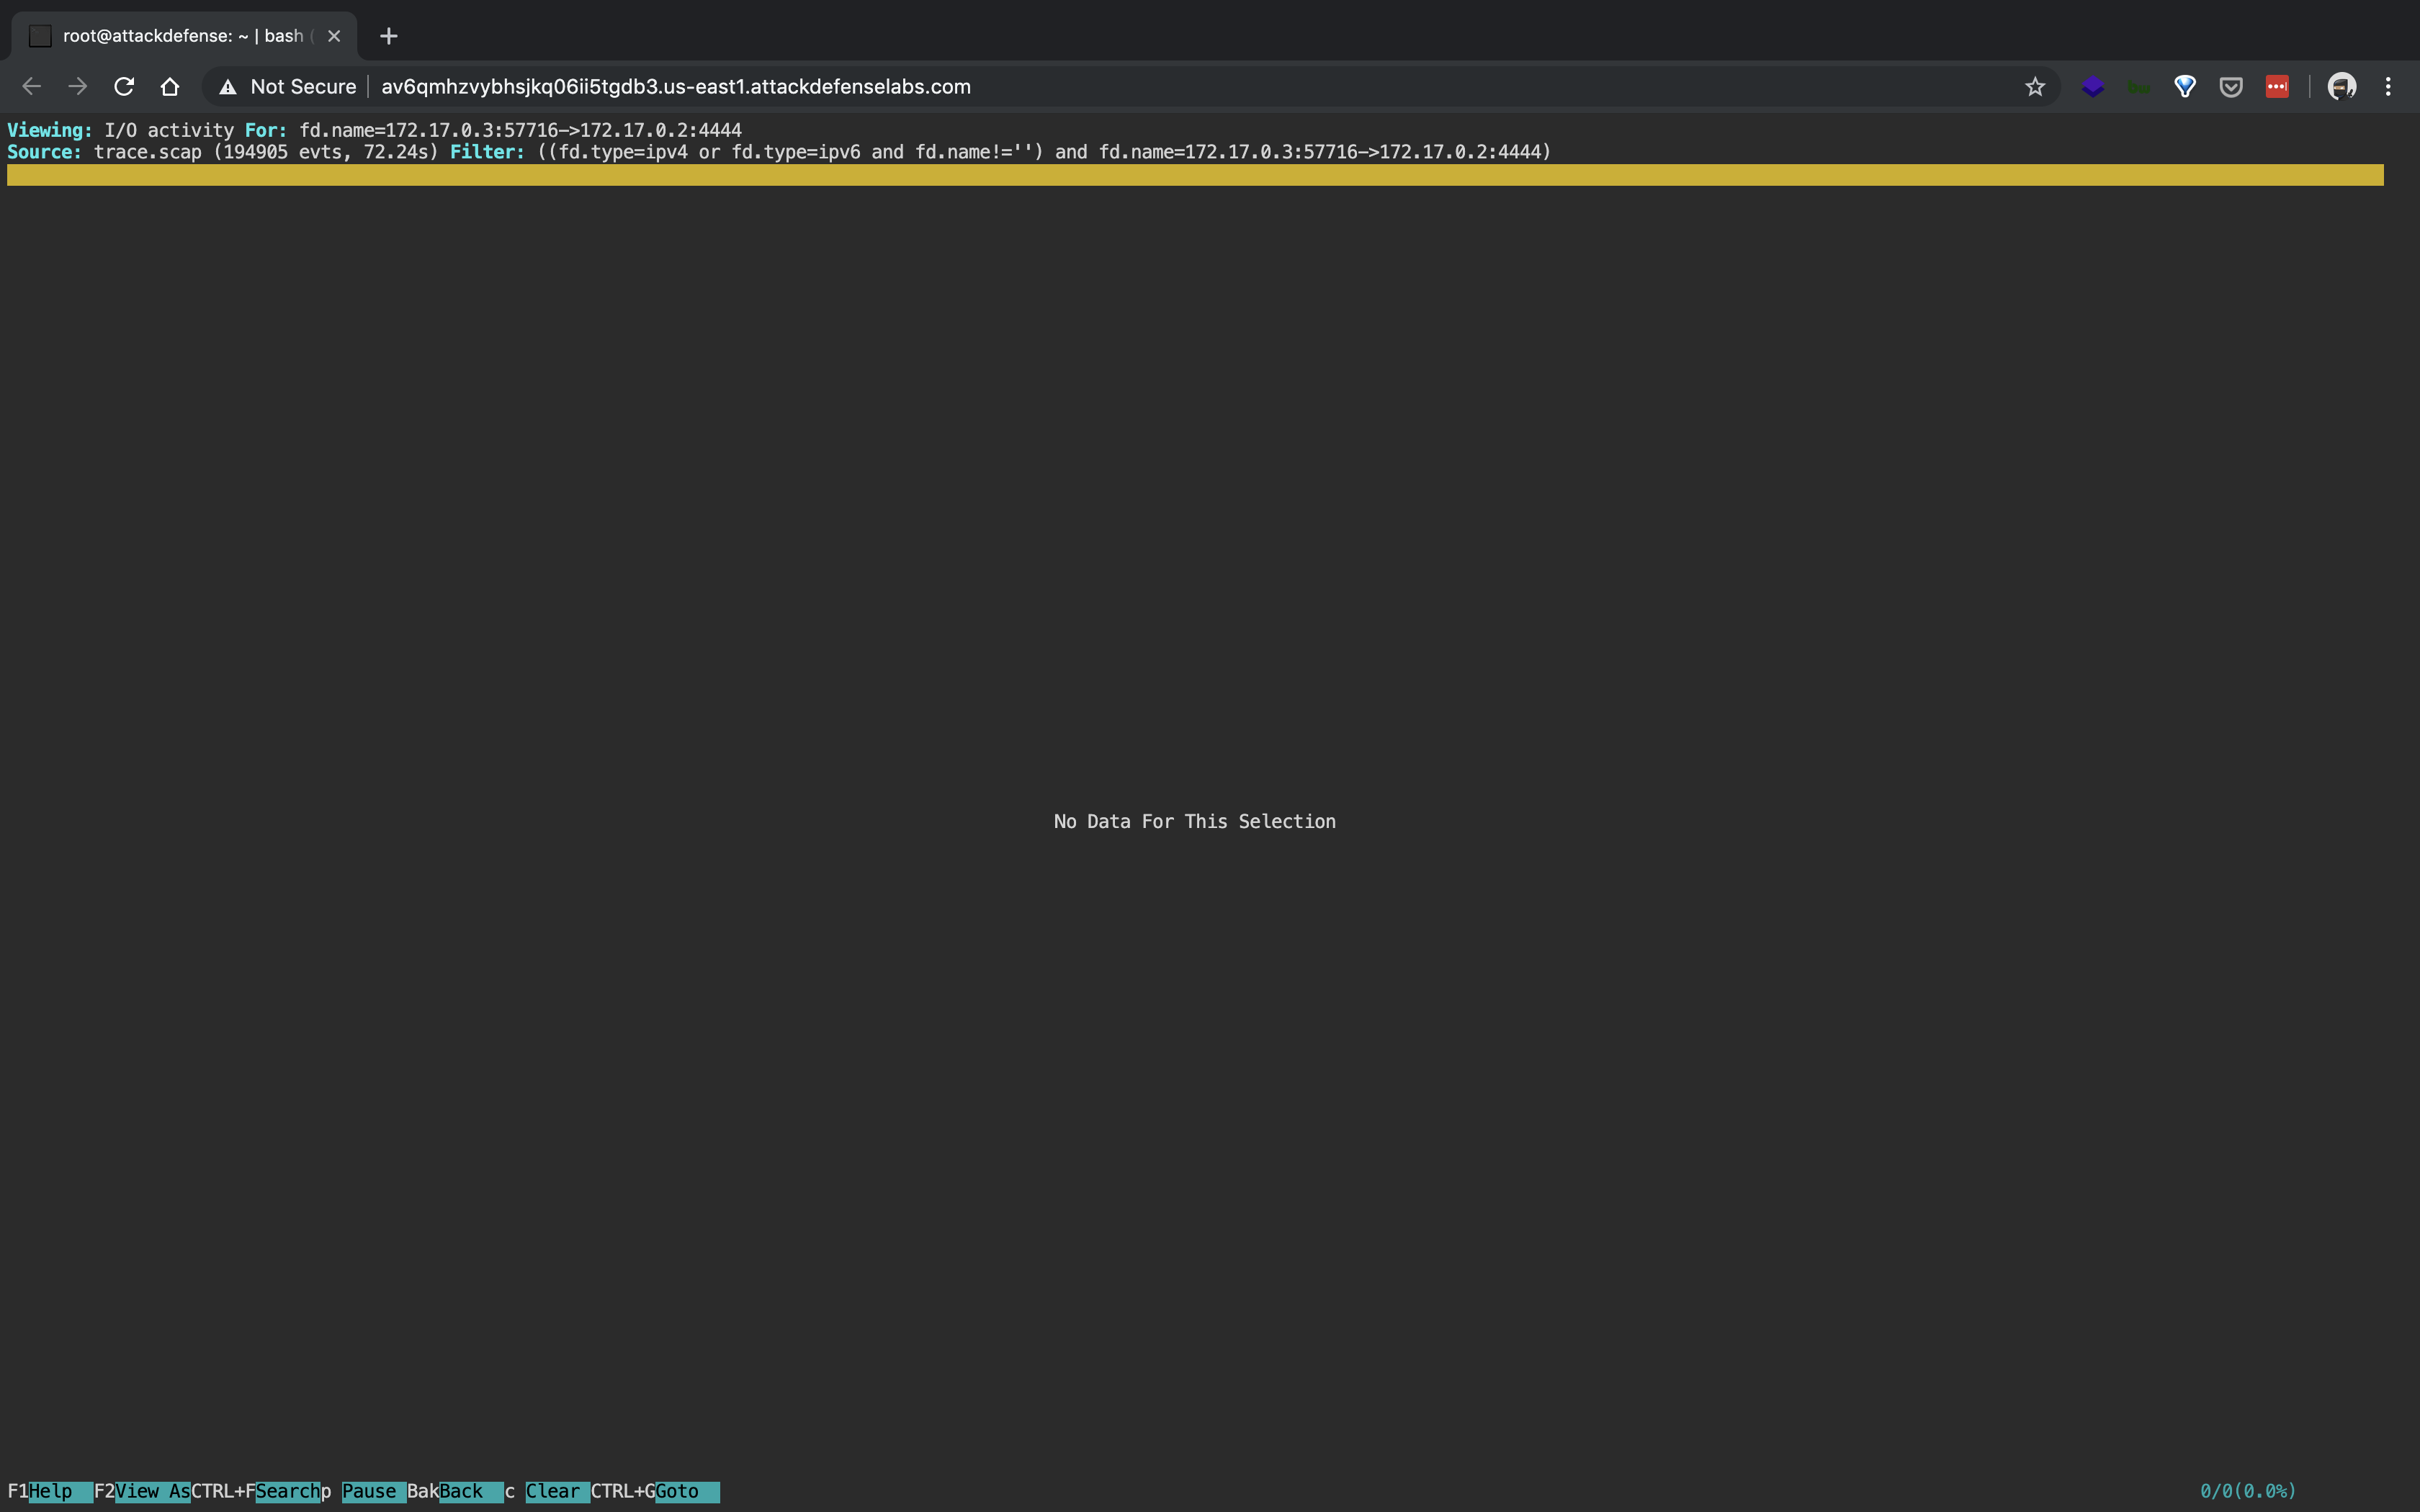 root@attackdefense: ~ | bash (
Not Secure | av6qmhzvybhsjkq06ii5tgdb3.us-east1.attackdefenselabs.com
Viewing: I/O activity For: fd.name=172.17.0.3:57716->172.17.0.2:4444
Source: trace.scap (194905 evts, 72.24s) Filter: ((fd.type=ipv4 or fd.type=ipv6 and fd.name!='') and fd.name=172.17.0.3:57716->172.17.0.2:4444)
No Data For This Selection
F1Help F2View AsCTRL+FSearchp Pause BakBack c Clear CTRL+GGoto 0/0(0.0%)